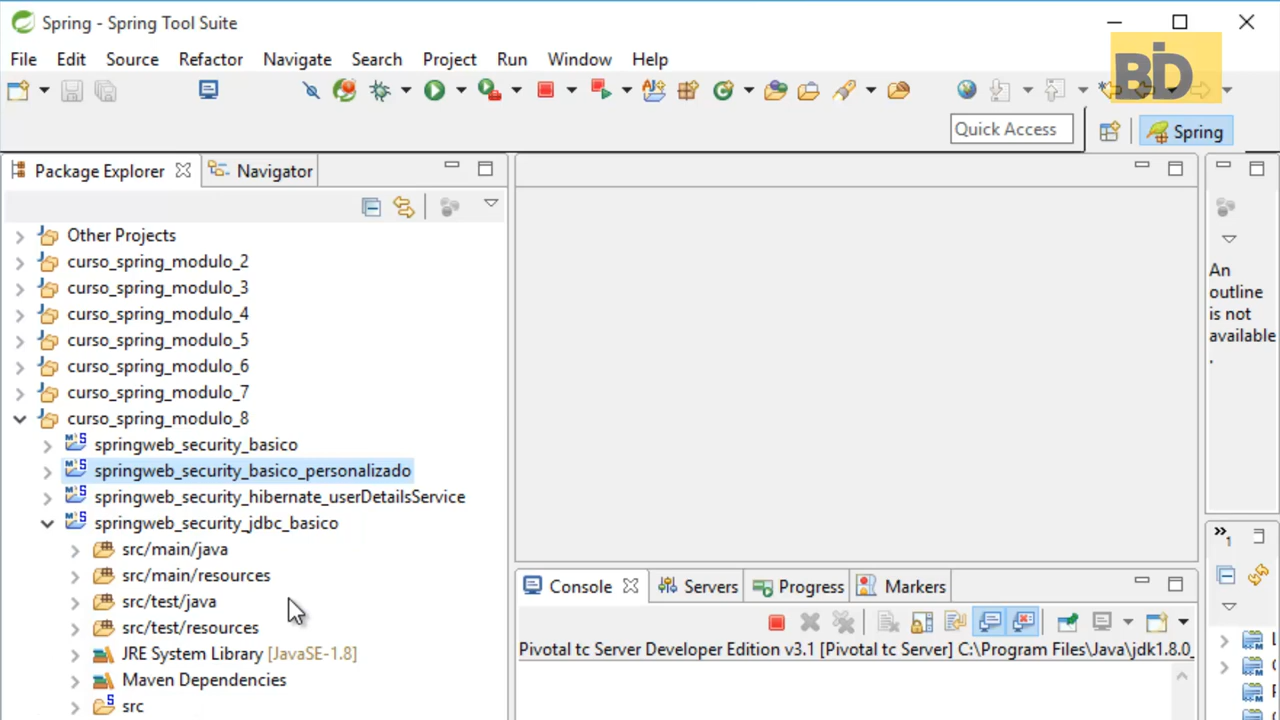 Spring - Spring Tool Suite
File Edit Source Refactor Navigate Search Project Run Window Help
BD
Quick Access
Spring
Package Explorer
Navigator
Other Projects
curso_spring_modulo_2
curso_spring_modulo_3
curso_spring_modulo_4
curso_spring_modulo_5
curso_spring_modulo_6
curso_spring_modulo_7
curso_spring_modulo_8
springweb_security_basico
springweb_security_basico_personalizado
springweb_security_hibernate_userDetailsService
springweb_security_jdbc_basico
src/main/java
src/main/resources
src/test/java
src/test/resources
JRE System Library [JavaSE-1.8]
Maven Dependencies
src
An
outline
is not
available
.
Console Servers Progress Markers
Pivotal tc Server Developer Edition v3.1 [Pivotal tc Server] C:\Program Files\Java\jdk1.8.0_